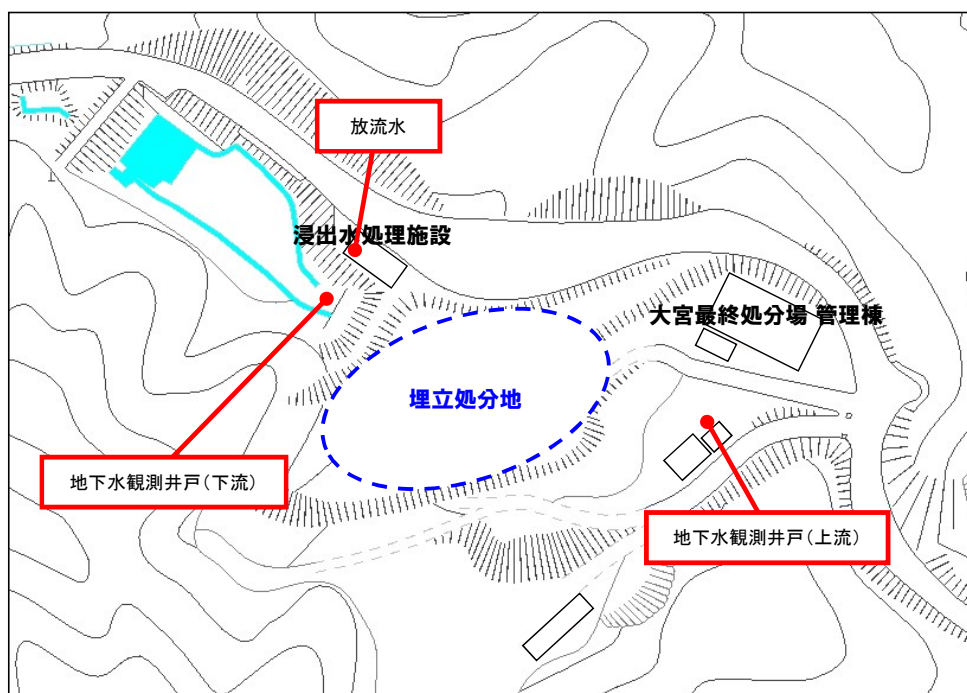 放流水
浸出水処理施設
大宮最終処分場 管理棟
埋立処分地
地下水観測井戸(下流)
地下水観測井戸(上流)